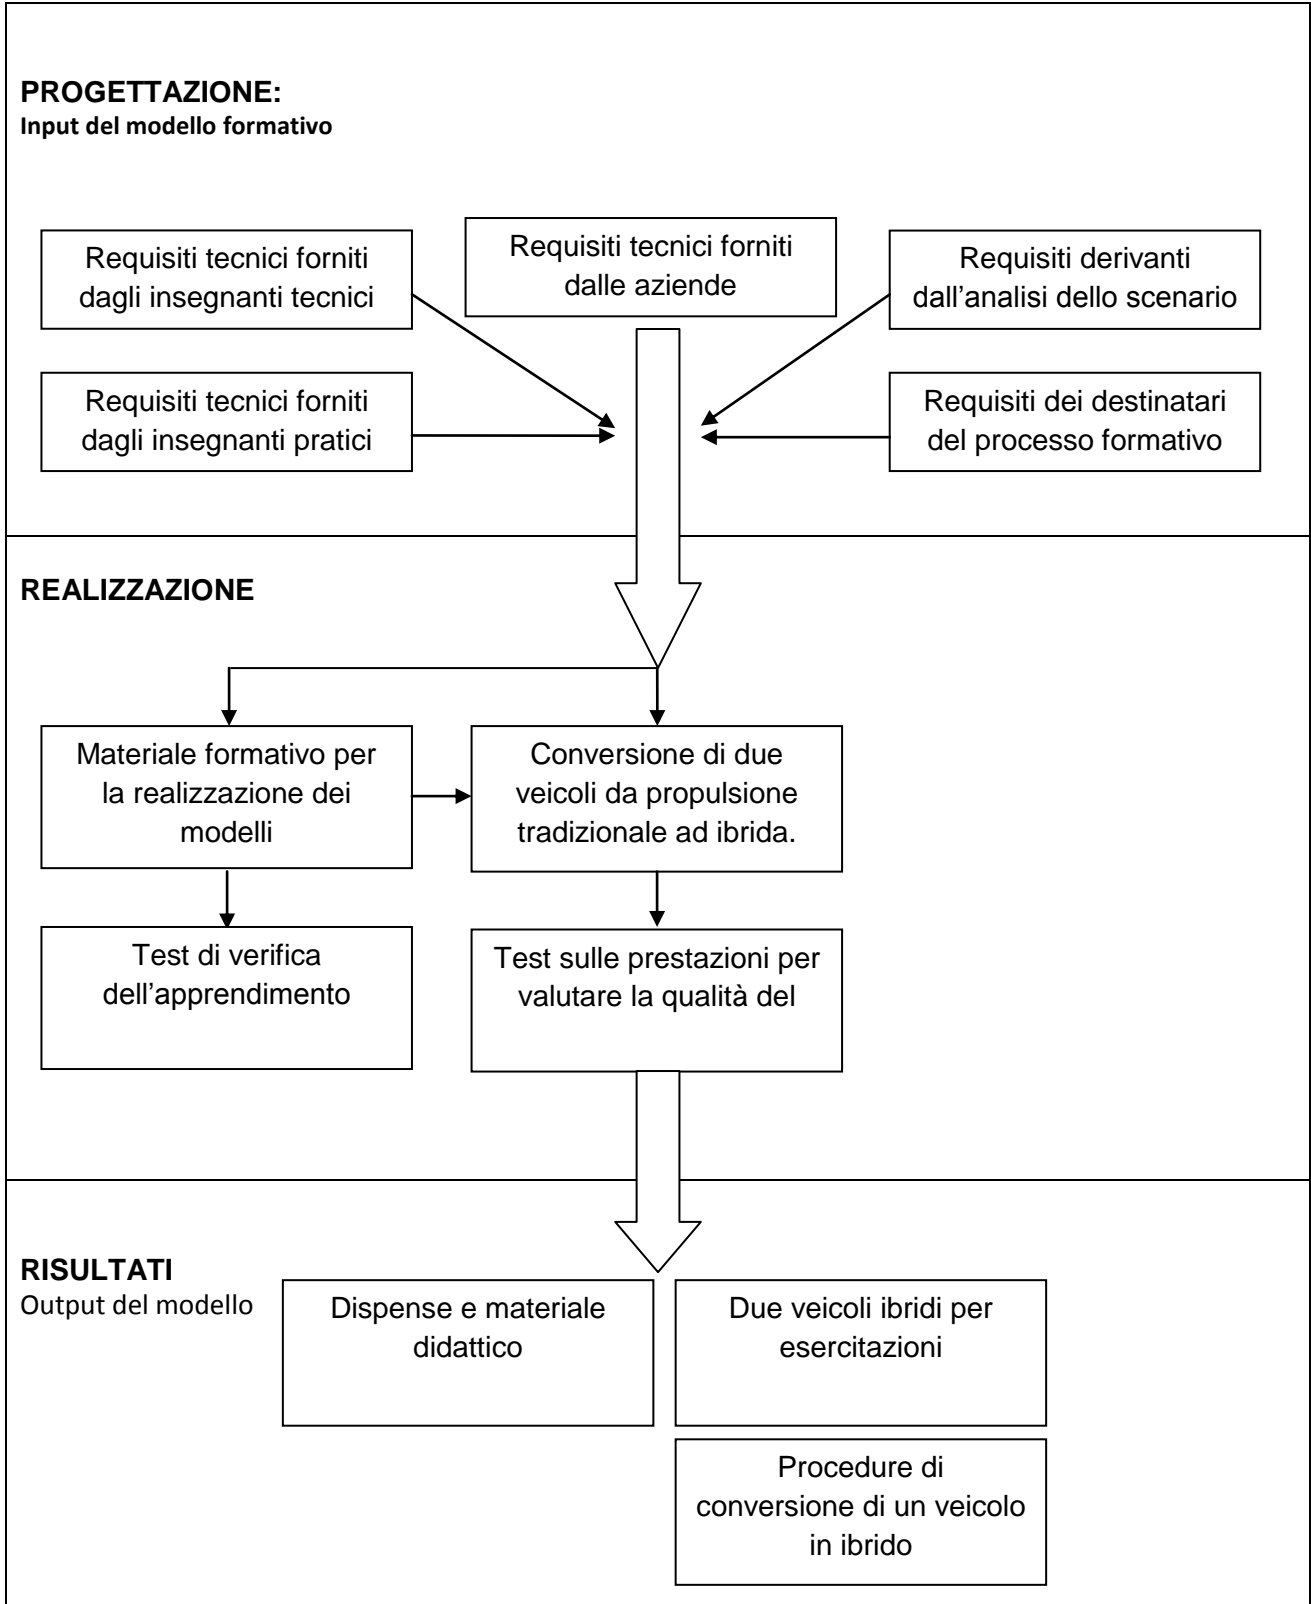 PROGETTAZIONE:
Input del modello formativo
Requisiti tecnici forniti
dagli insegnanti tecnici
Requisiti tecnici forniti
dalle aziende
Requisiti derivanti
dall’analisi dello scenario
Requisiti tecnici forniti
dagli insegnanti pratici
Requisiti dei destinatari
del processo formativo
REALIZZAZIONE
Materiale formativo per
la realizzazione dei
modelli
Conversione di due
veicoli da propulsione
tradizionale ad ibrida.
Test di verifica
dell’apprendimento
Test sulle prestazioni per
valutare la qualità del
RISULTATI
Output del modello
Dispense e materiale
didattico
Due veicoli ibridi per
esercitazioni
Procedure di
conversione di un veicolo
in ibrido